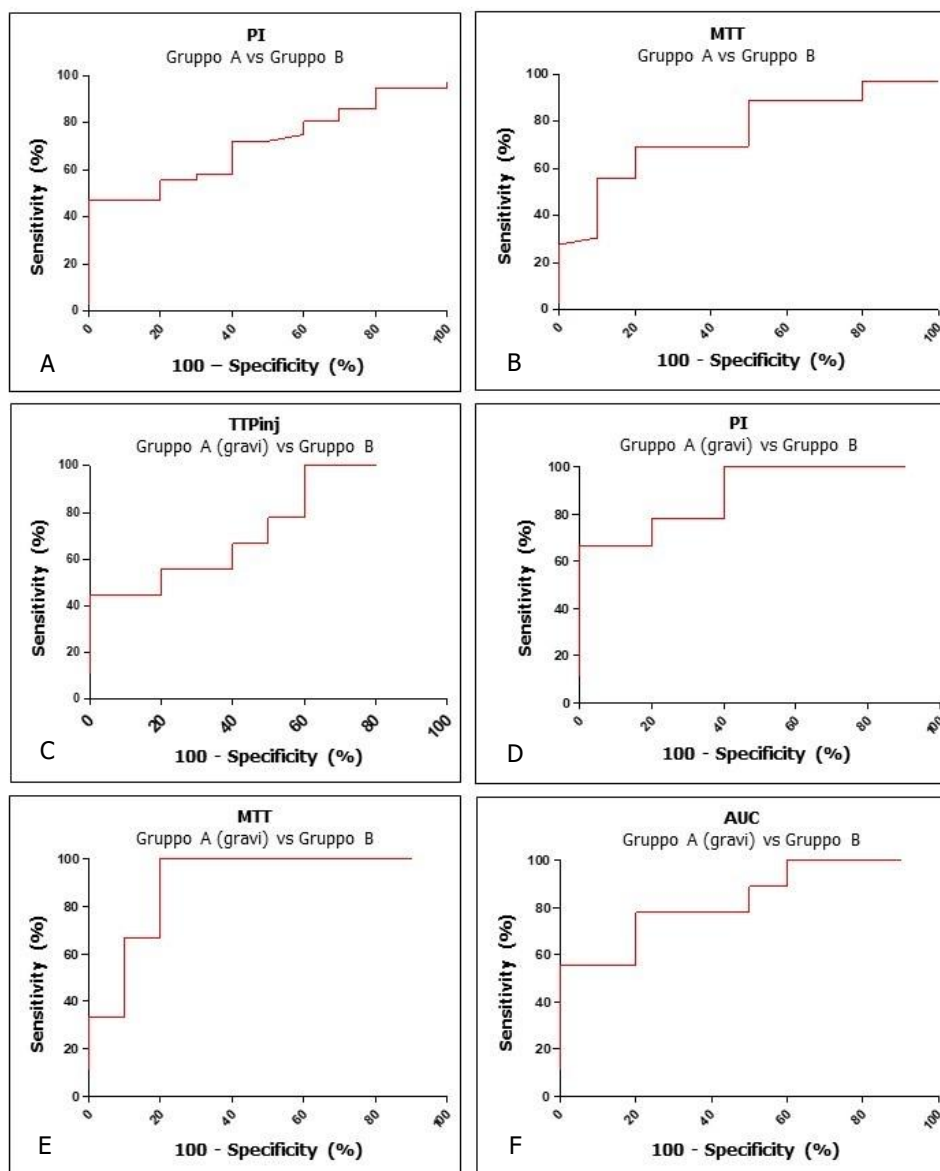 PI
Gruppo A vs Gruppo B
Sensitivity (%)
100
80
60
40
20
0
0 20 40 60 80 100
100 – Specificity (%)
A
MTT
Gruppo A vs Gruppo B
Sensitivity (%)
100
80
60
40
20
0
0 20 40 60 80 100
100 - Specificity (%)
B
TTPinj
Gruppo A (gravi) vs Gruppo B
Sensitivity (%)
100
80
60
40
20
0
0 20 40 60 80 100
100 - Specificity (%)
C
PI
Gruppo A (gravi) vs Gruppo B
Sensitivity (%)
100
80
60
40
20
0
0 20 40 60 80 100
100 - Specificity (%)
D
MTT
Gruppo A (gravi) vs Gruppo B
Sensitivity (%)
100
80
60
40
20
0
0 20 40 60 80 100
100 - Specificity (%)
E
AUC
Gruppo A (gravi) vs Gruppo B
Sensitivity (%)
100
80
60
40
20
0
0 20 40 60 80 100
100 - Specificity (%)
F